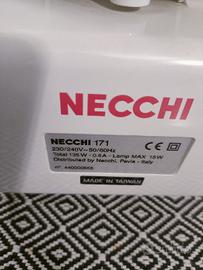 NECCHI
NECCHI 171
230/240V~50/60Hz
Total 135W - 0.6A - Lamp MAX 15W
Distributed by Necchi, Pavia - Italy
MADE IN TAIWAN